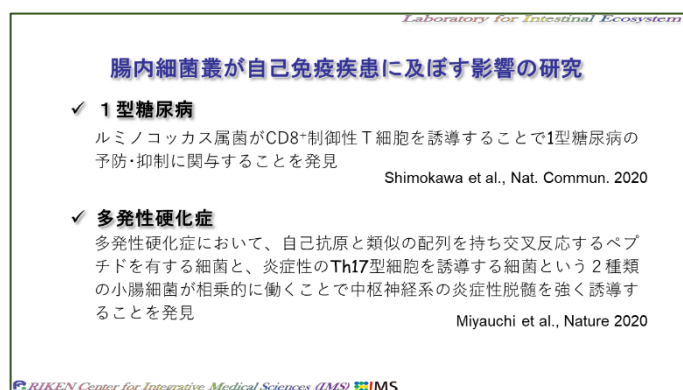 Laboratory for Intestinal Ecosystem
腸内細菌叢が自己免疫疾患に及ぼす影響の研究
✓ 1型糖尿病
ルミノコッカス属菌がCD8⁺制御性T細胞を誘導することで1型糖尿病の
予防・抑制に関与することを発見
Shimokawa et al., Nat. Commun. 2020
✓ 多発性硬化症
多発性硬化症において、自己抗原と類似の配列を持ち交叉反応するペプ
チドを有する細菌と、炎症性のTh17型細胞を誘導する細菌という２種類
の小腸細菌が相乗的に働くことで中枢神経系の炎症性脱髄を強く誘導す
ることを発見
Miyauchi et al., Nature 2020
RIKEN Center for Integrative Medical Sciences (IMS) IMS